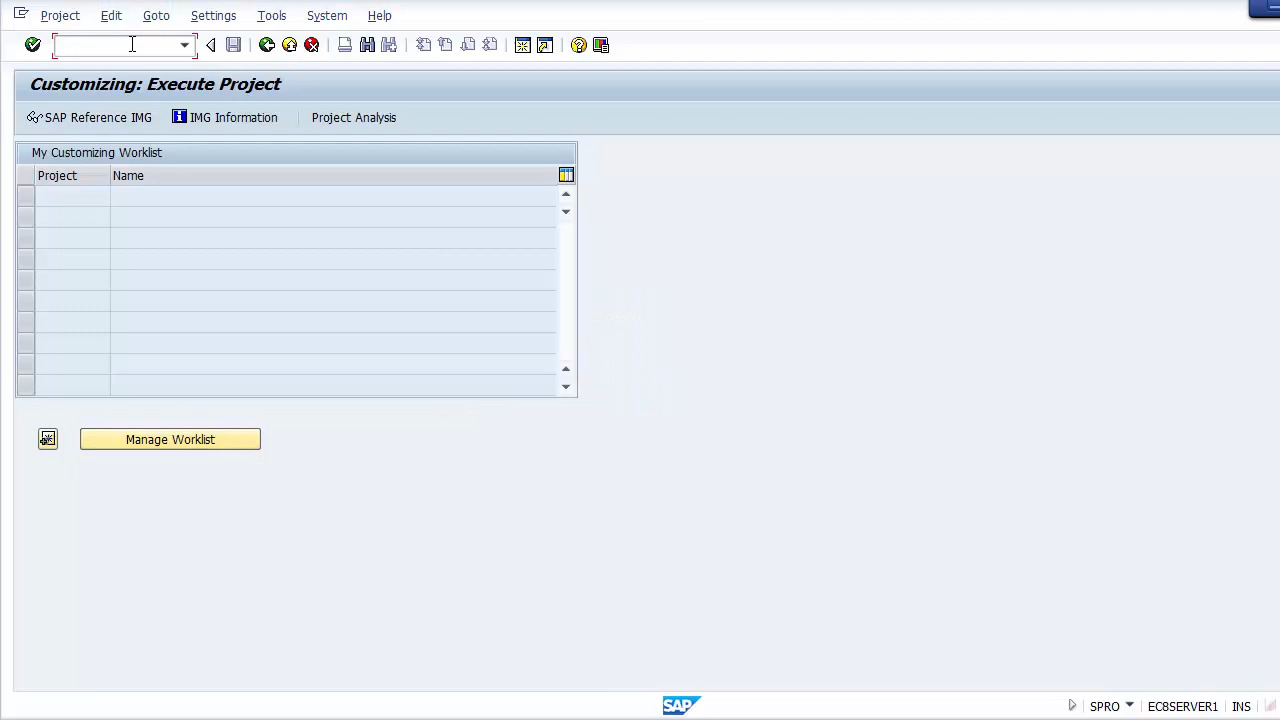 Project Edit Goto Settings Tools System Help
Customizing: Execute Project
SAP Reference IMG IMG Information Project Analysis
My Customizing Worklist
Project Name
Manage Worklist
SAP SPRO EC8SERVER1 INS